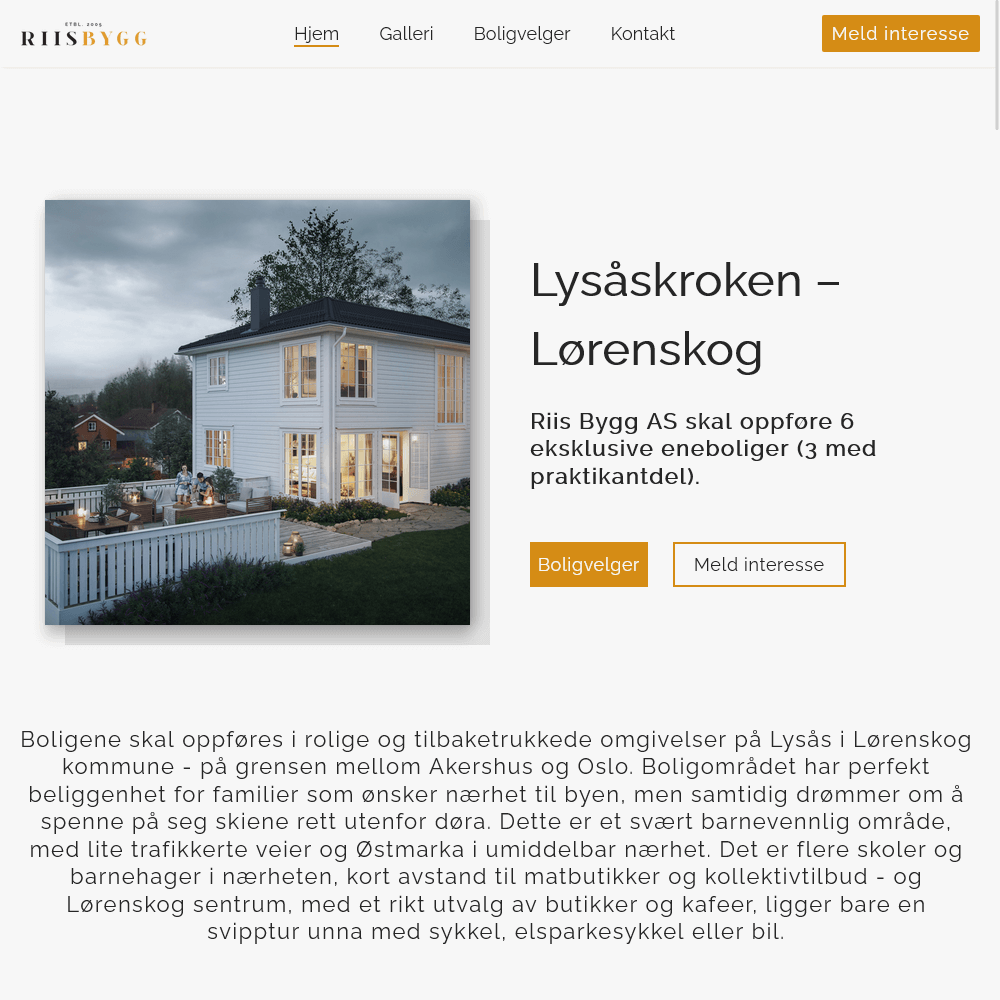 ETBL. 2005
RIISBYGG
Hjem
Galleri
Boligvelger
Kontakt
Meld interesse
Lysåskroken –
Lørenskog
Riis Bygg AS skal oppføre 6
eksklusive eneboliger (3 med
praktikantdel).
Boligvelger
Meld interesse
Boligene skal oppføres i rolige og tilbaketrukkede omgivelser på Lysås i Lørenskog
kommune - på grensen mellom Akershus og Oslo. Boligområdet har perfekt
beliggenhet for familier som ønsker nærhet til byen, men samtidig drømmer om å
spenne på seg skiene rett utenfor døra. Dette er et svært barnevennlig område,
med lite trafikkerte veier og Østmarka i umiddelbar nærhet. Det er flere skoler og
barnehager i nærheten, kort avstand til matbutikker og kollektivtilbud - og
Lørenskog sentrum, med et rikt utvalg av butikker og kafeer, ligger bare en
svipptur unna med sykkel, elsparkesykkel eller bil.